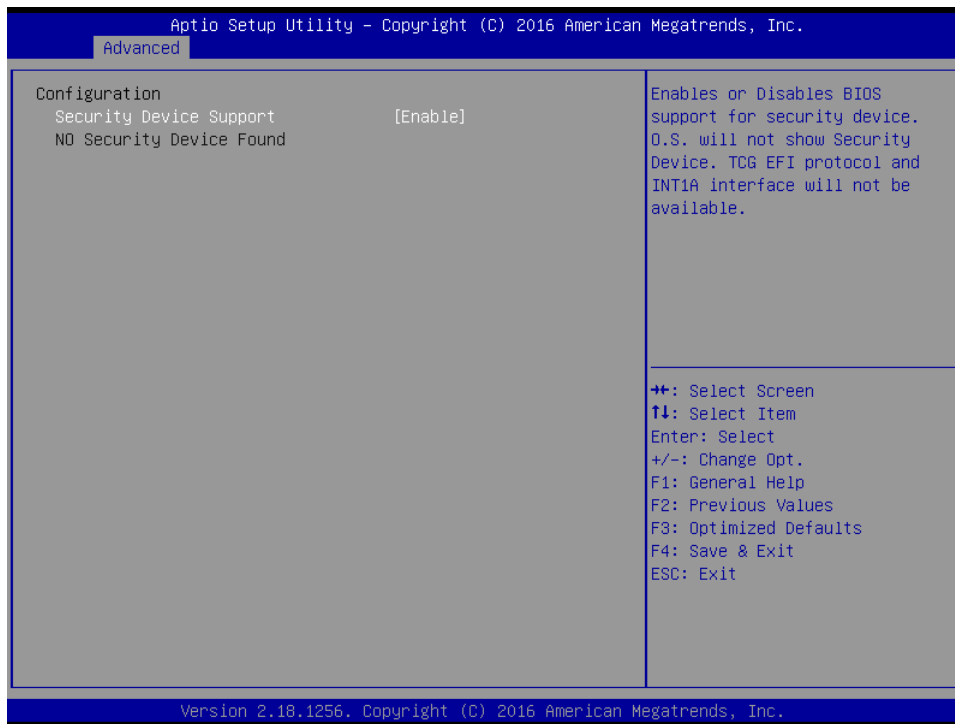 Aptio Setup Utility – Copyright (C) 2016 American Megatrends, Inc.
Advanced
Configuration
Security Device Support [Enable]
NO Security Device Found
Enables or Disables BIOS
support for security device.
O.S. will not show Security
Device. TCG EFI protocol and
INT1A interface will not be
available.
→←: Select Screen
↑↓: Select Item
Enter: Select
+/-: Change Opt.
F1: General Help
F2: Previous Values
F3: Optimized Defaults
F4: Save & Exit
ESC: Exit
Version 2.18.1256. Copyright (C) 2016 American Megatrends, Inc.